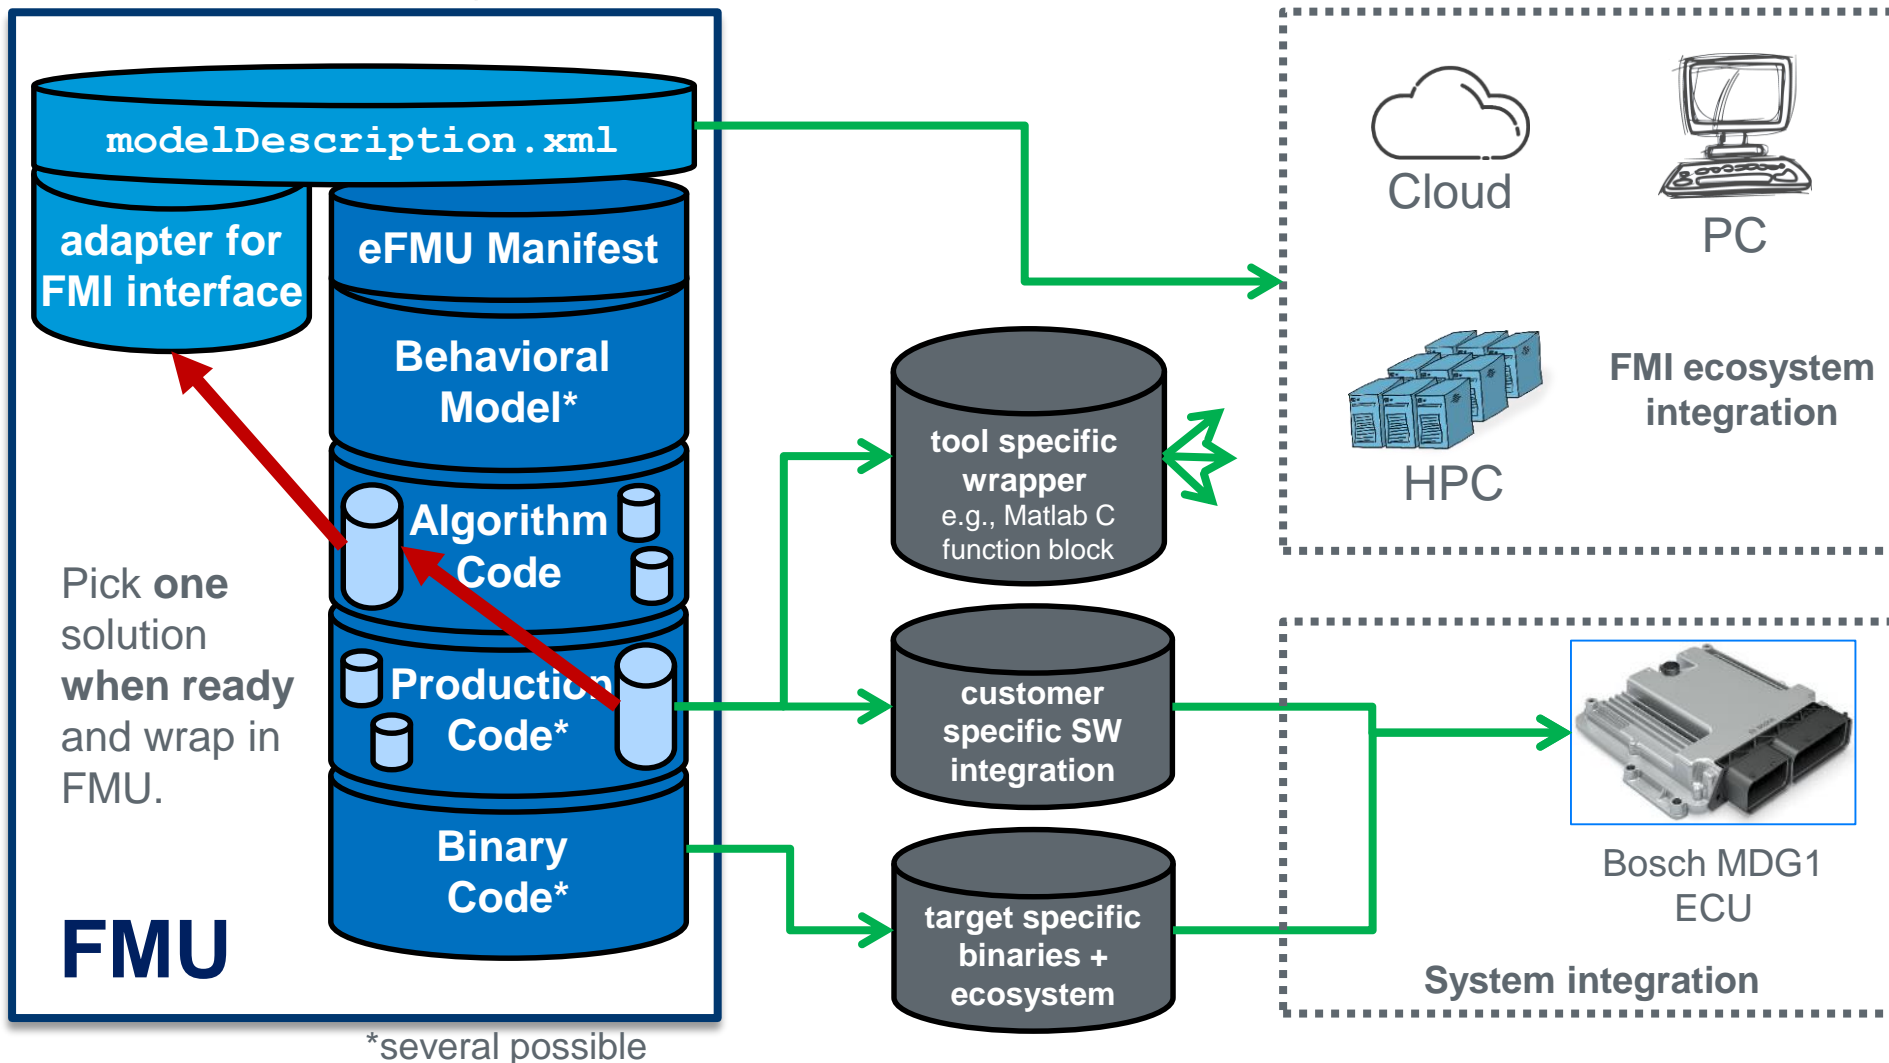 modelDescription.xml
adapter for
FMI interface
eFMU Manifest
Behavioral
Model*
Algorithm
Code
Production
Code*
Binary
Code*
Pick one
solution
when ready
and wrap in
FMU.
FMU
*several possible
tool specific
wrapper
e.g., Matlab C
function block
customer
specific SW
integration
target specific
binaries +
ecosystem
Cloud
PC
HPC
FMI ecosystem
integration
Bosch MDG1
ECU
System integration